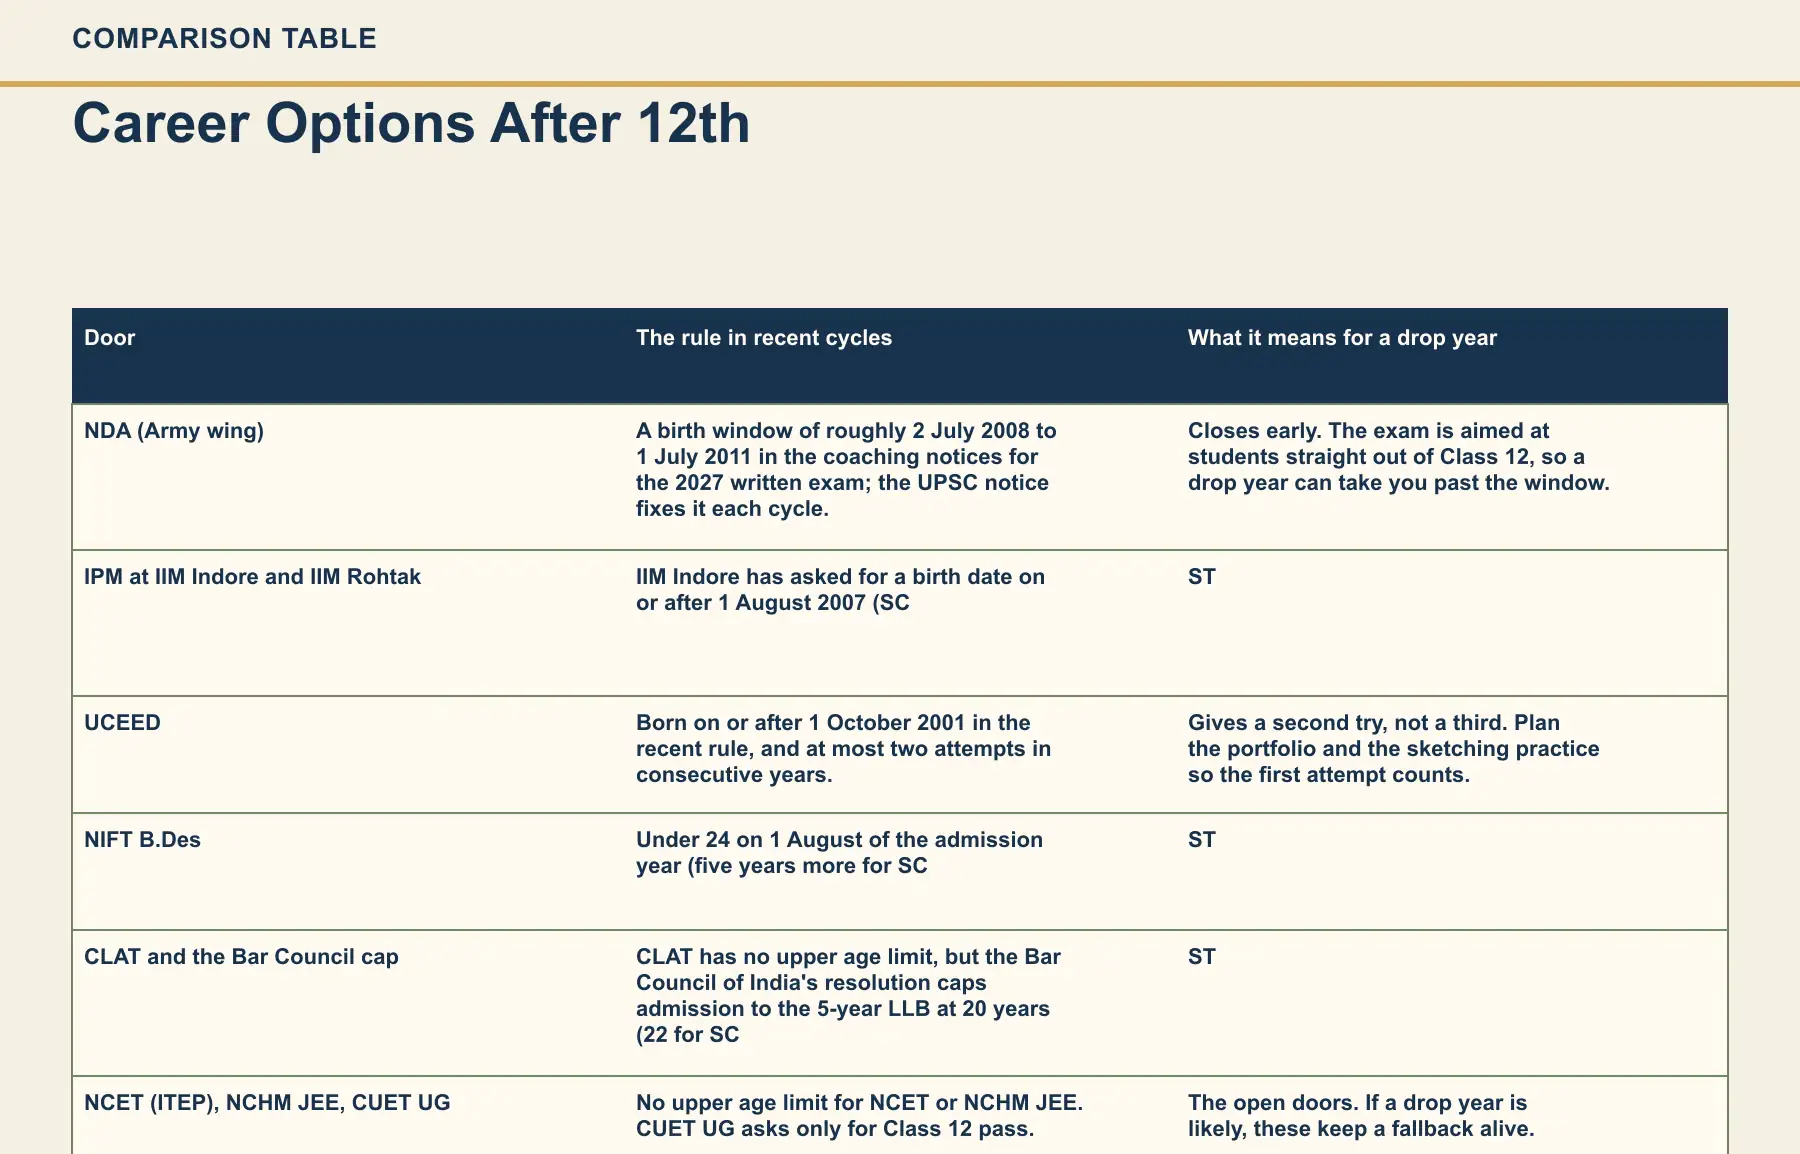 COMPARISON TABLE
Career Options After 12th
Door
The rule in recent cycles
What it means for a drop year
NDA (Army wing)
A birth window of roughly 2 July 2008 to
1 July 2011 in the coaching notices for
the 2027 written exam; the UPSC notice
fixes it each cycle.
Closes early. The exam is aimed at
students straight out of Class 12, so a
drop year can take you past the window.
IPM at IIM Indore and IIM Rohtak
IIM Indore has asked for a birth date on
or after 1 August 2007 (SC
ST
UCEED
Born on or after 1 October 2001 in the
recent rule, and at most two attempts in
consecutive years.
Gives a second try, not a third. Plan
the portfolio and the sketching practice
so the first attempt counts.
NIFT B.Des
Under 24 on 1 August of the admission
year (five years more for SC
ST
CLAT and the Bar Council cap
CLAT has no upper age limit, but the Bar
Council of India's resolution caps
admission to the 5-year LLB at 20 years
(22 for SC
ST
NCET (ITEP), NCHM JEE, CUET UG
No upper age limit for NCET or NCHM JEE.
CUET UG asks only for Class 12 pass.
The open doors. If a drop year is
likely, these keep a fallback alive.